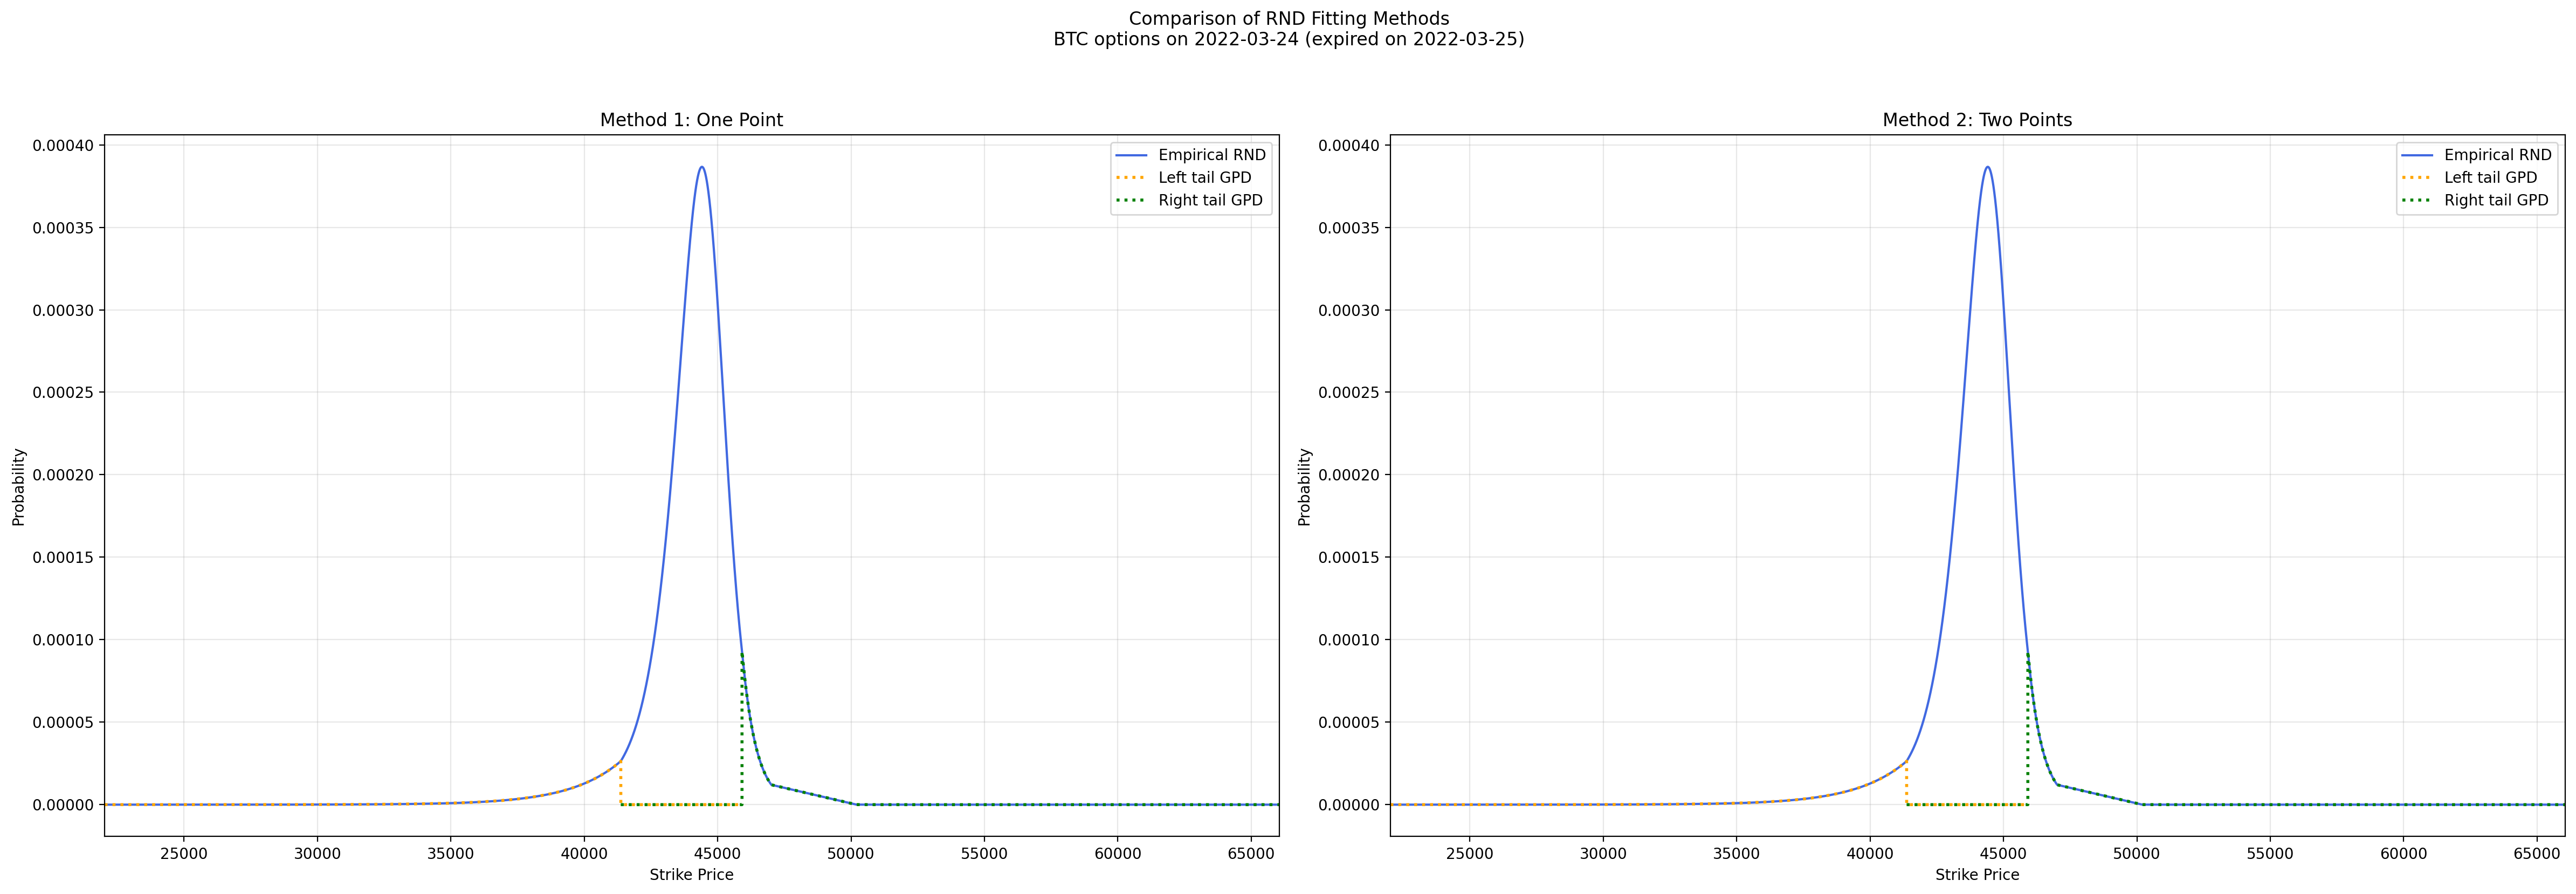 Comparison of RND Fitting Methods
BTC options on 2022-03-24 (expired on 2022-03-25)
Method 1: One Point
0.00040
0.00035
0.00030
0.00025
0.00020
0.00015
0.00010
0.00005
0.00000
Probability
Empirical RND
Left tail GPD
Right tail GPD
25000 30000 35000 40000 45000 50000 55000 60000 65000
Strike Price
Method 2: Two Points
0.00040
0.00035
0.00030
0.00025
0.00020
0.00015
0.00010
0.00005
0.00000
Probability
Empirical RND
Left tail GPD
Right tail GPD
25000 30000 35000 40000 45000 50000 55000 60000 65000
Strike Price